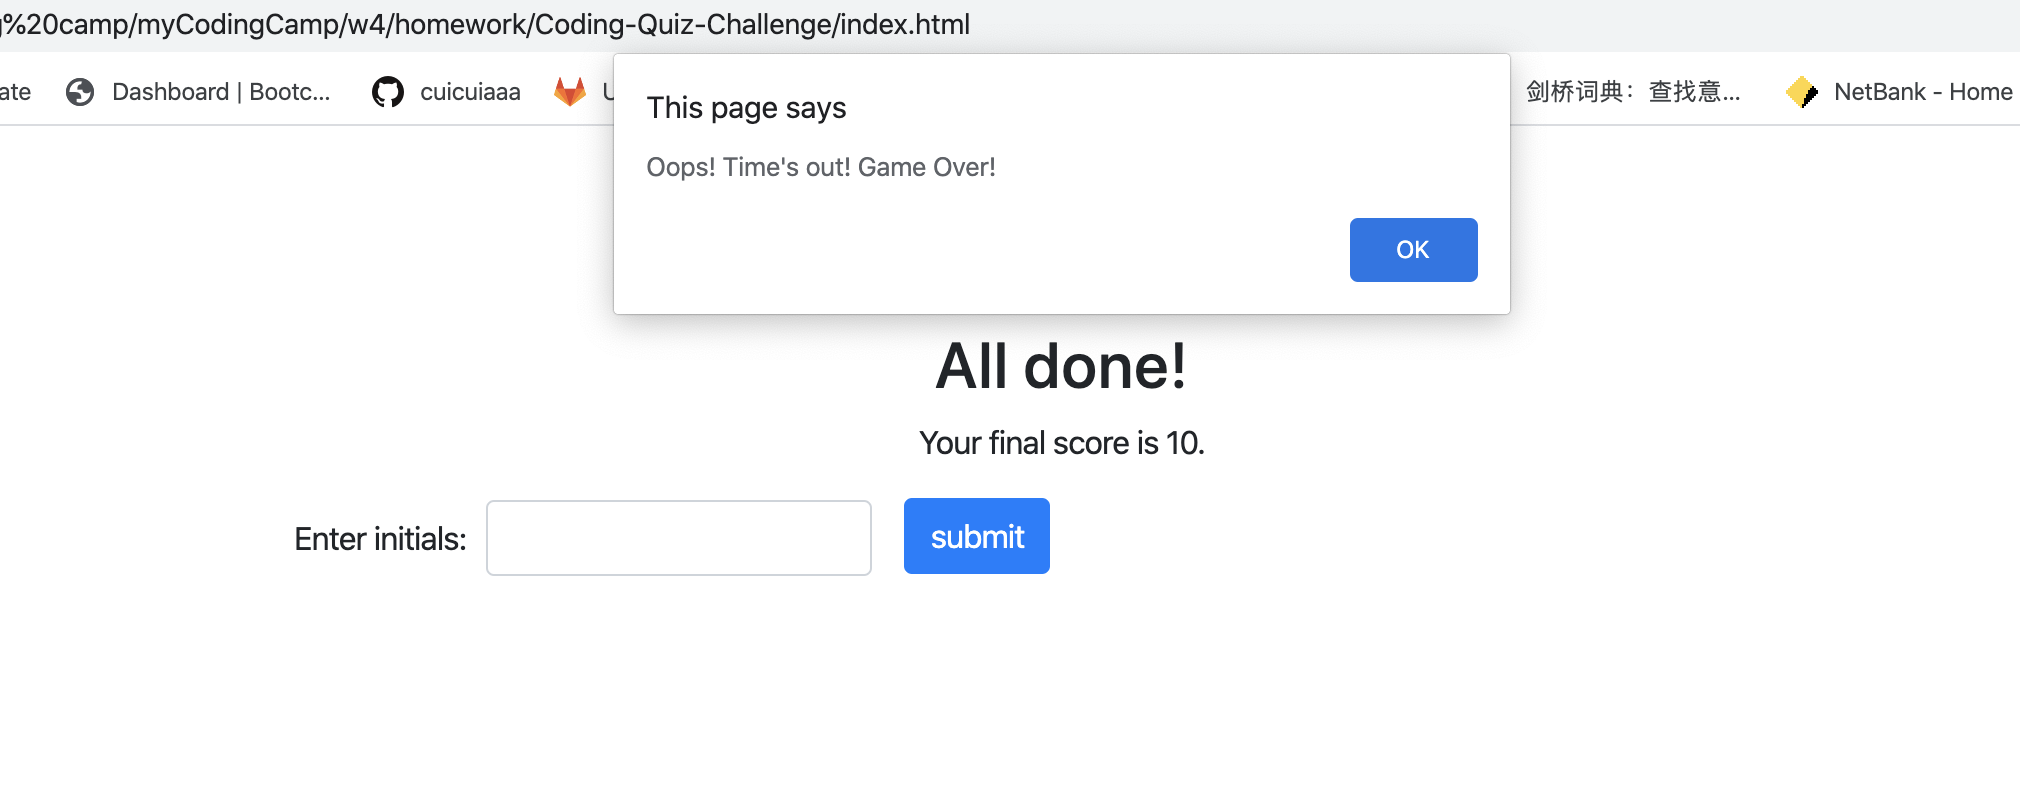 %20camp/myCodingCamp/w4/homework/Coding-Quiz-Challenge/index.html
ate Dashboard | Bootc... cuicuiaaa U 剑桥词典：查找意... NetBank - Home
This page says
Oops! Time's out! Game Over!
OK
All done!
Your final score is 10.
Enter initials: submit